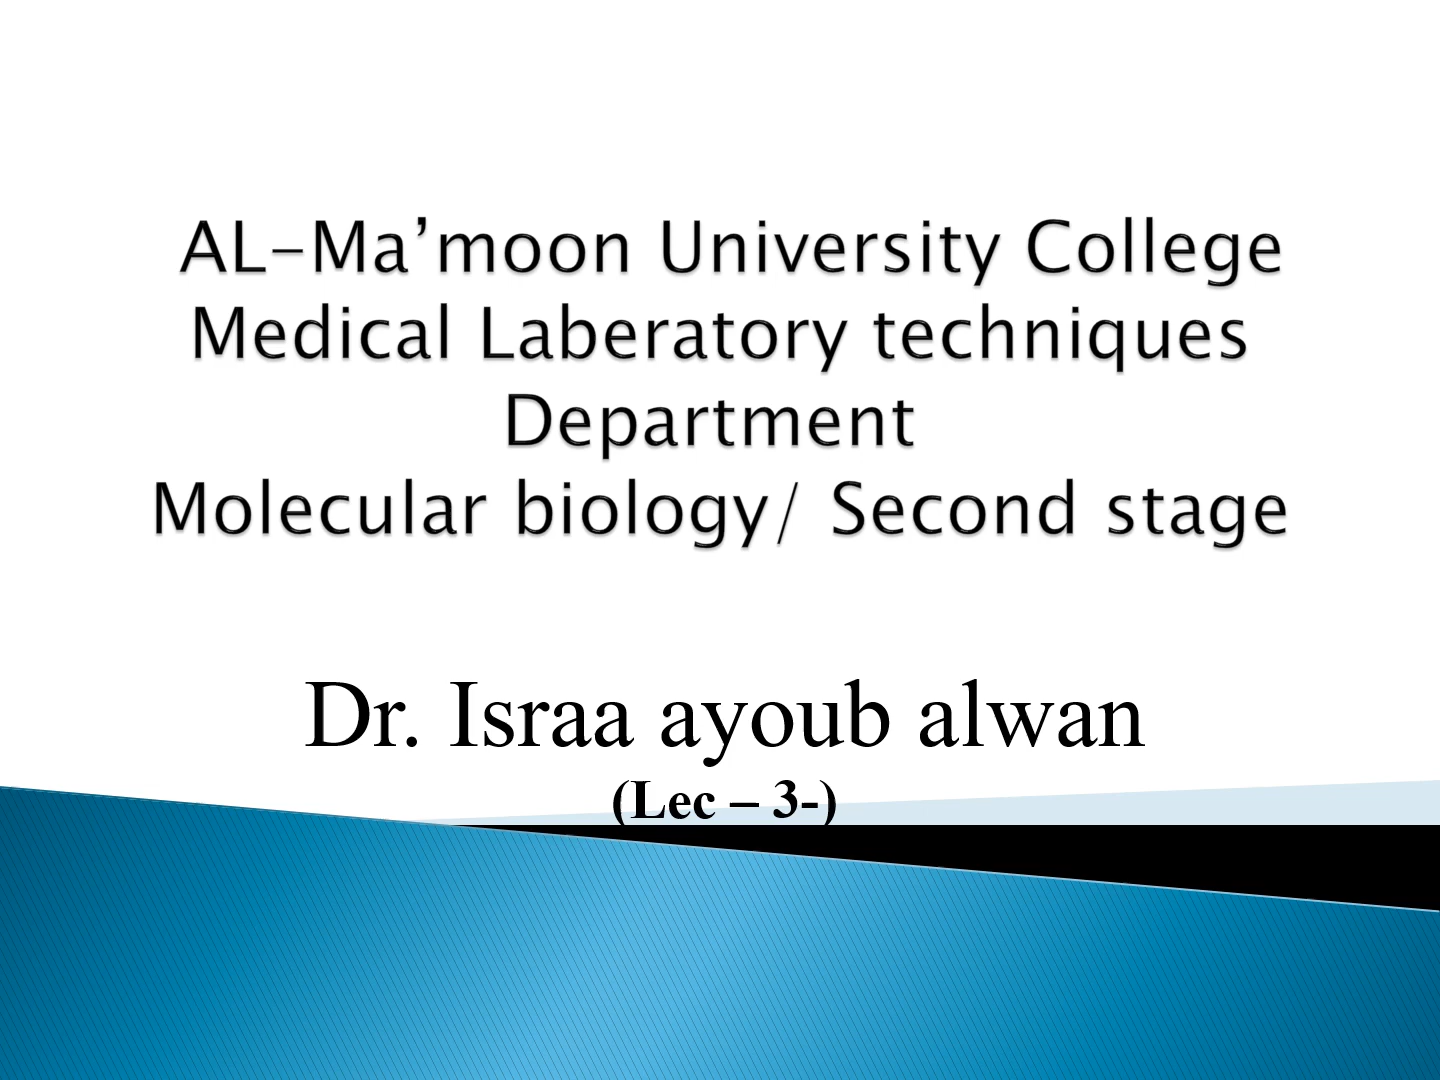 AL-Ma’moon University College
Medical Laberatory techniques
Department
Molecular biology/ Second stage
Dr. Israa ayoub alwan
(Lec – 3-)